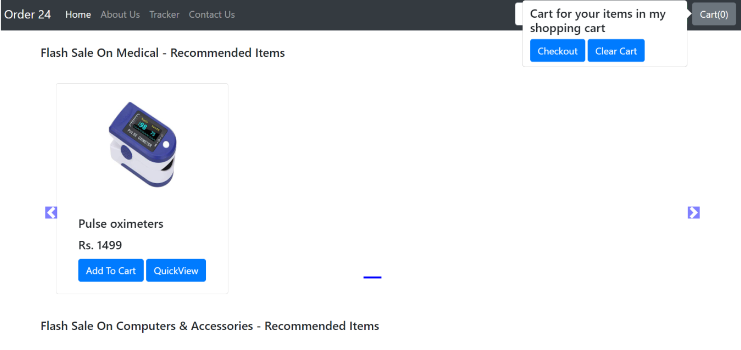 Order 24 Home About Us Tracker Contact Us Cart(0)
Cart for your items in my
shopping cart
Checkout Clear Cart
Flash Sale On Medical - Recommended Items
Pulse oximeters
Rs. 1499
Add To Cart QuickView
Flash Sale On Computers & Accessories - Recommended Items